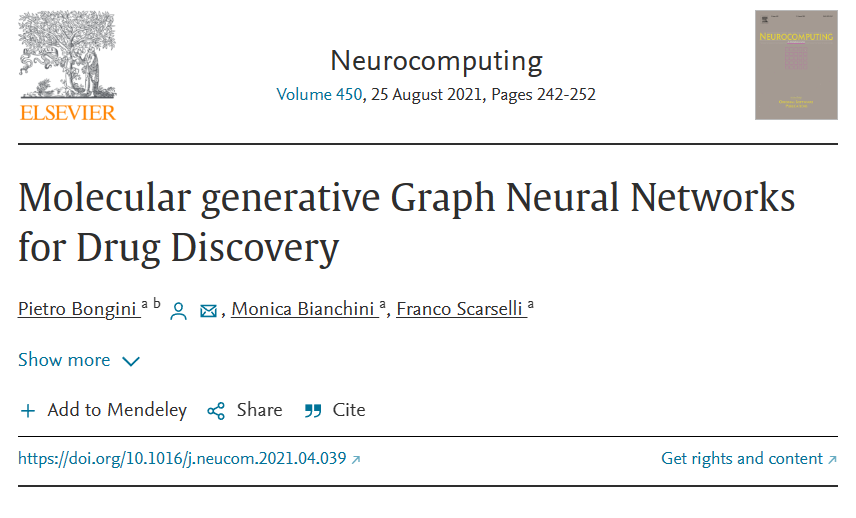 ELSEVIER
Neurocomputing
Volume 450, 25 August 2021, Pages 242-252
NEUROCOMPUTING
Molecular generative Graph Neural Networks
for Drug Discovery
Pietro Bongini a b , Monica Bianchini a, Franco Scarselli a
Show more
Add to Mendeley Share Cite
https://doi.org/10.1016/j.neucom.2021.04.039 Get rights and content